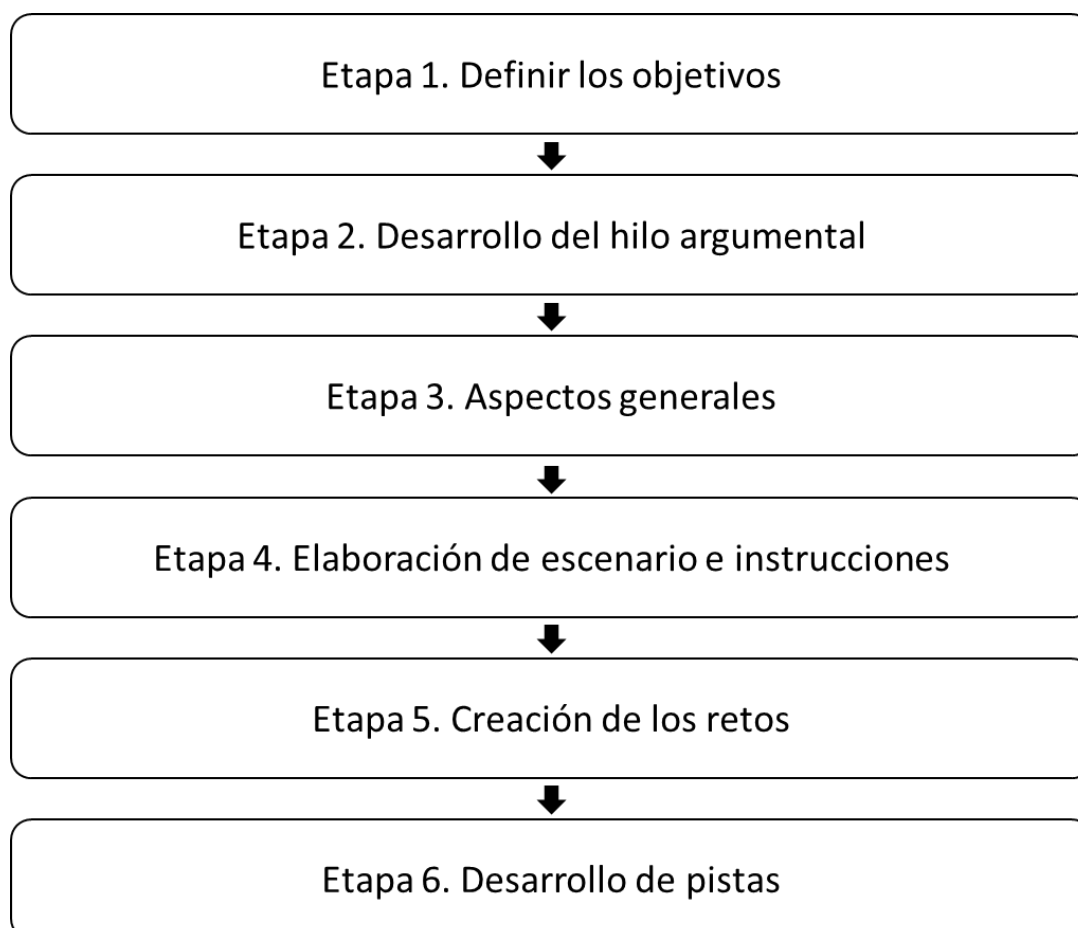 Etapa 1. Definir los objetivos
Etapa 2. Desarrollo del hilo argumental
Etapa 3. Aspectos generales
Etapa 4. Elaboración de escenario e instrucciones
Etapa 5. Creación de los retos
Etapa 6. Desarrollo de pistas